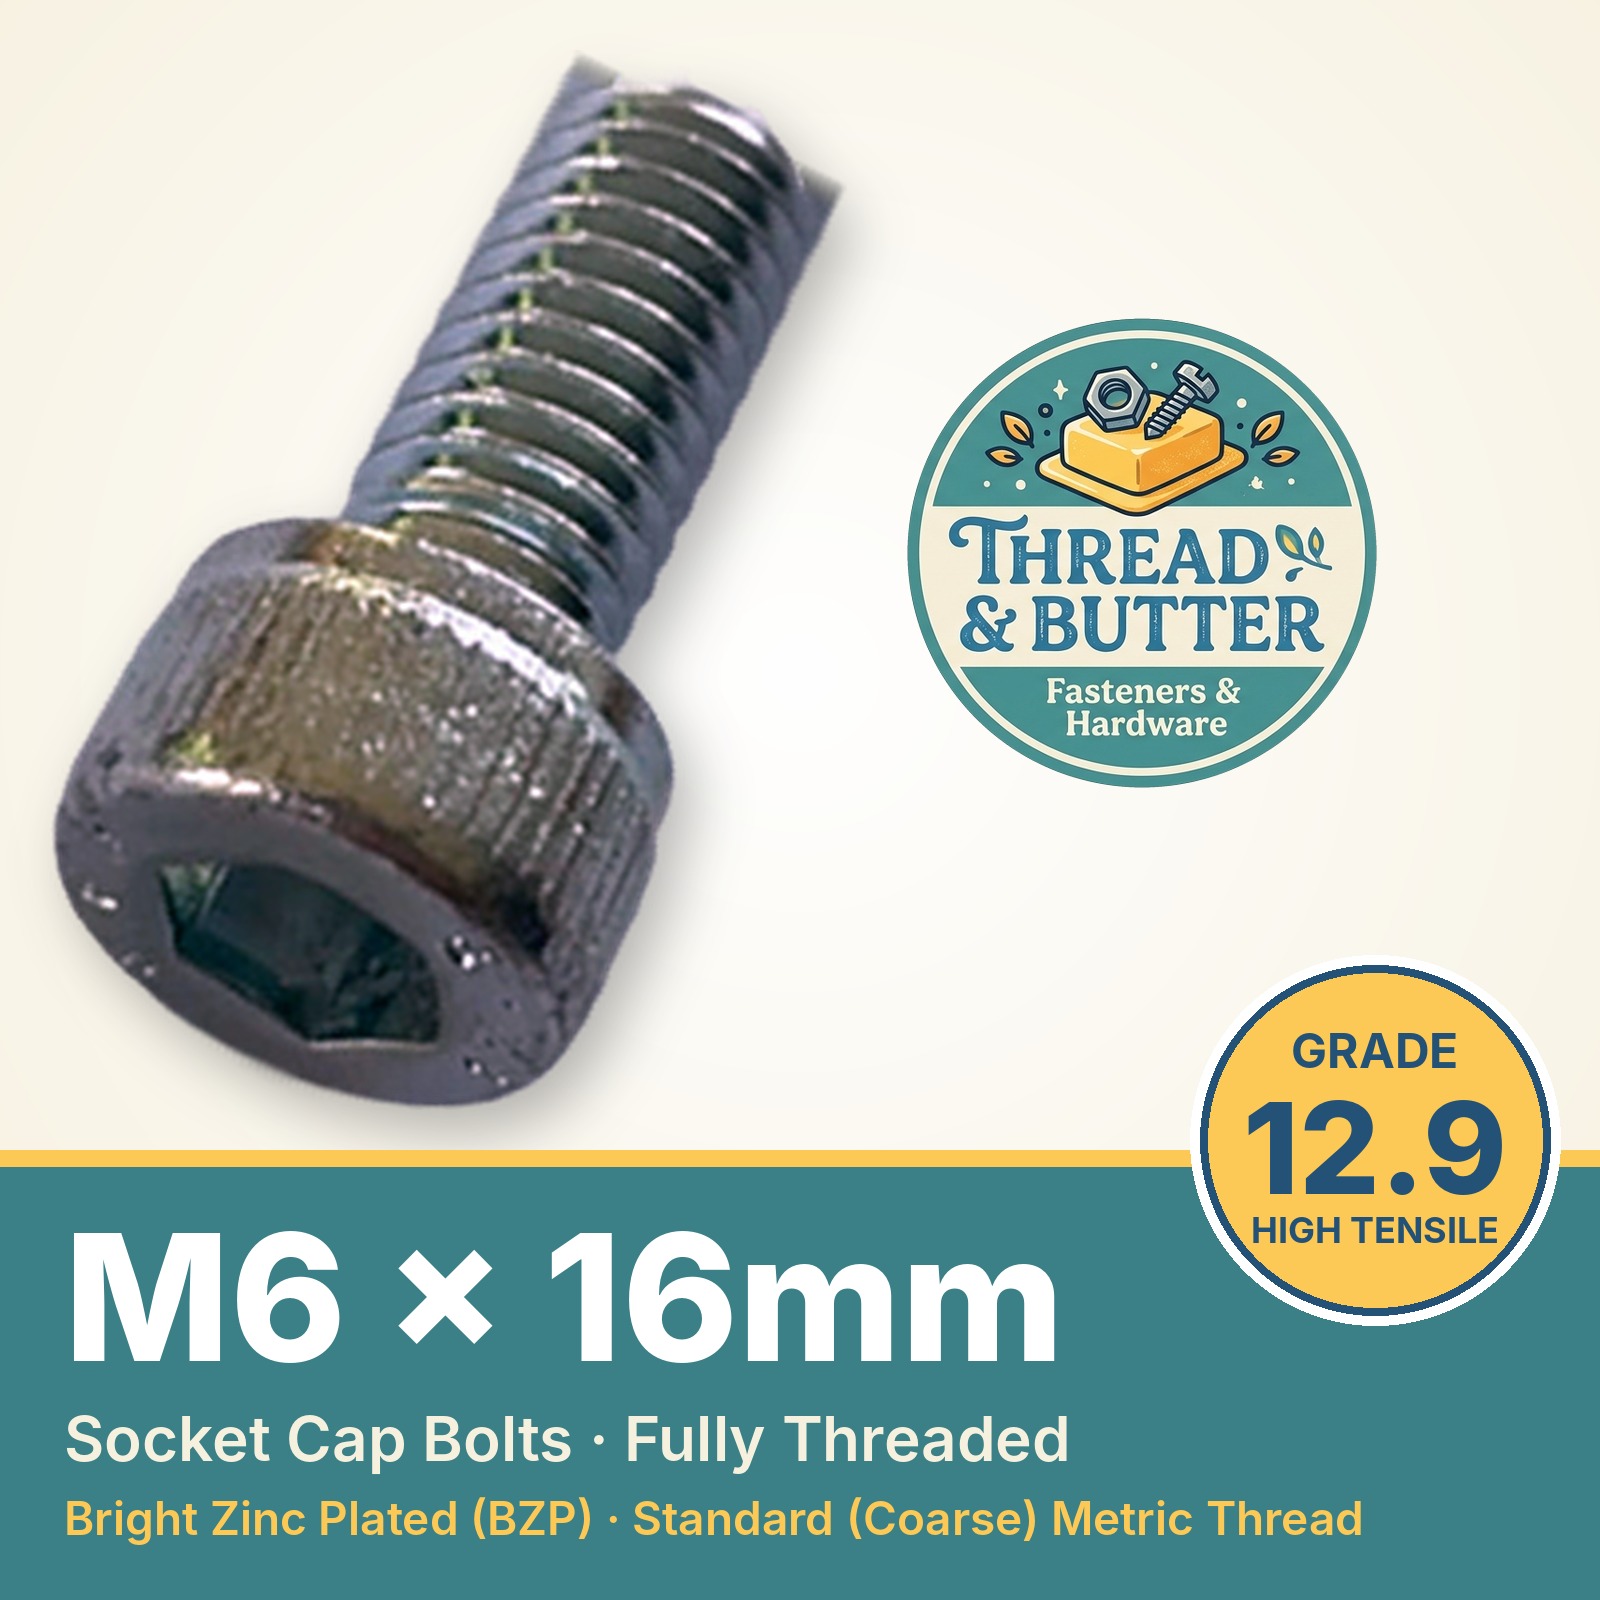 THREAD
& BUTTER
Fasteners &
Hardware
GRADE
12.9
HIGH TENSILE
M6 × 16mm
Socket Cap Bolts · Fully Threaded
Bright Zinc Plated (BZP) · Standard (Coarse) Metric Thread